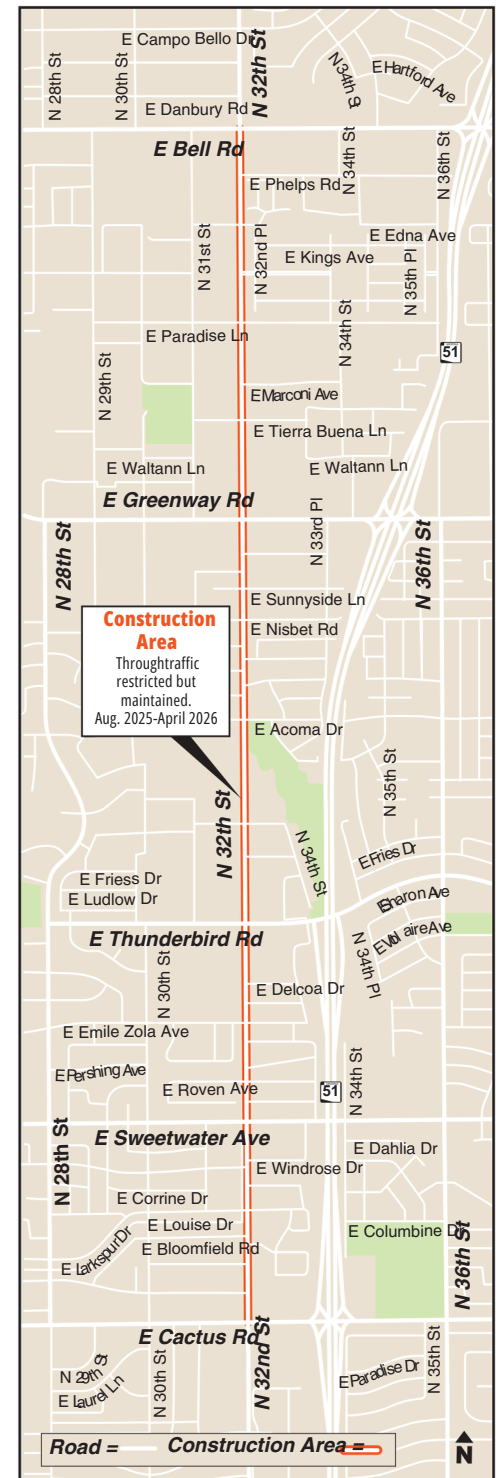 E Campo Bello Dr
N 28th St
N 30th St
N 32th St
N 34th St
E Hartford Ave
E Danbury Rd
E Bell Rd
N 34th St
N 36th St
E Phelps Rd
N 31st St
N 32nd Pl
E Edna Ave
E Kings Ave
N 35th Pl
E Paradise Ln
N 34th St
51
N 29th St
E Marconi Ave
E Tierra Buena Ln
E Waltann Ln
E Waltann Ln
E Greenway Rd
N 33rd Pl
N 28th St
N 36th St
E Sunnyside Ln
E Nisbet Rd
Construction
Area
Throughtraffic
restricted but
maintained.
Aug. 2025-April 2026
E Acoma Dr
N 35th St
N 32th St
N 34th St
E Fries Dr
E Friess Dr
E Ludlow Dr
E Sharon Ave
E Voltaire Ave
E Thunderbird Rd
N 34th Pl
N 30th St
E Delcoa Dr
E Emile Zola Ave
E Pershing Ave
E Roven Ave
51
N 34th St
E Sweetwater Ave
N 28th St
E Dahlia Dr
E Windrose Dr
E Corrine Dr
E Louise Dr
E Columbine Dr
E Larkspur Dr
E Bloomfield Rd
N 36th St
E Cactus Rd
N 32nd St
N 29th St
E Laurel Ln
N 30th St
E Paradise Dr
N 35th St
Road =
Construction Area =
N